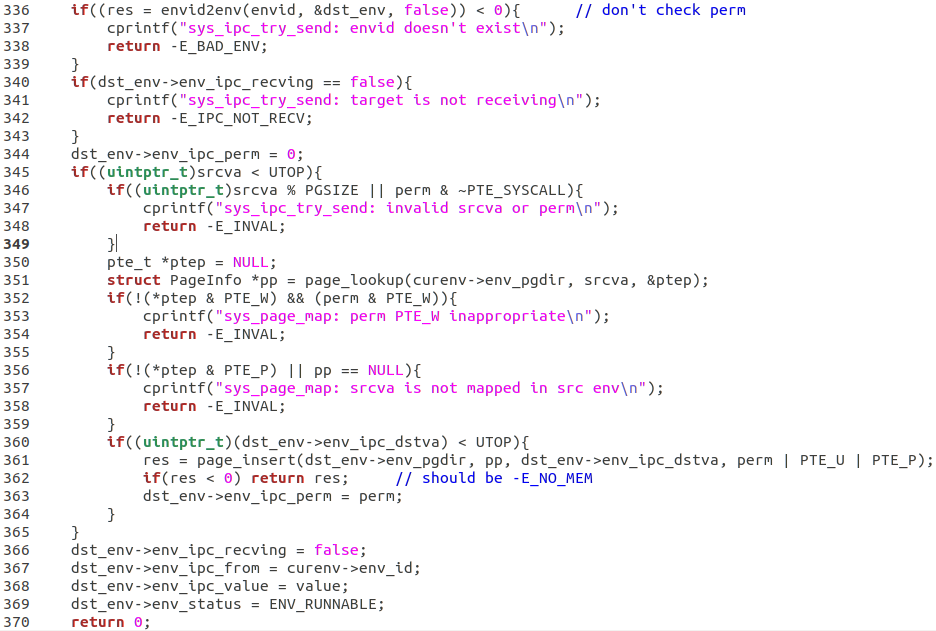 336     if((res = envid2env(envid, &dst_env, false)) < 0){      // don't check perm
337         cprintf("sys_ipc_try_send: envid doesn't exist\n");
338         return -E_BAD_ENV;
339     }
340     if(dst_env->env_ipc_recving == false){
341         cprintf("sys_ipc_try_send: target is not receiving\n");
342         return -E_IPC_NOT_RECV;
343     }
344     dst_env->env_ipc_perm = 0;
345     if((uintptr_t)srcva < UTOP){
346         if((uintptr_t)srcva % PGSIZE || perm & ~PTE_SYSCALL){
347             cprintf("sys_ipc_try_send: invalid srcva or perm\n");
348             return -E_INVAL;
349         }
350         pte_t *ptep = NULL;
351         struct PageInfo *pp = page_lookup(curenv->env_pgdir, srcva, &ptep);
352         if(!(*ptep & PTE_W) && (perm & PTE_W)){
353             cprintf("sys_page_map: perm PTE_W inappropriate\n");
354             return -E_INVAL;
355         }
356         if(!(*ptep & PTE_P) || pp == NULL){
357             cprintf("sys_page_map: srcva is not mapped in src env\n");
358             return -E_INVAL;
359         }
360         if((uintptr_t)(dst_env->env_ipc_dstva) < UTOP){
361             res = page_insert(dst_env->env_pgdir, pp, dst_env->env_ipc_dstva, perm | PTE_U | PTE_P);
362             if(res < 0) return res;     // should be -E_NO_MEM
363             dst_env->env_ipc_perm = perm;
364         }
365     }
366     dst_env->env_ipc_recving = false;
367     dst_env->env_ipc_from = curenv->env_id;
368     dst_env->env_ipc_value = value;
369     dst_env->env_status = ENV_RUNNABLE;
370     return 0;